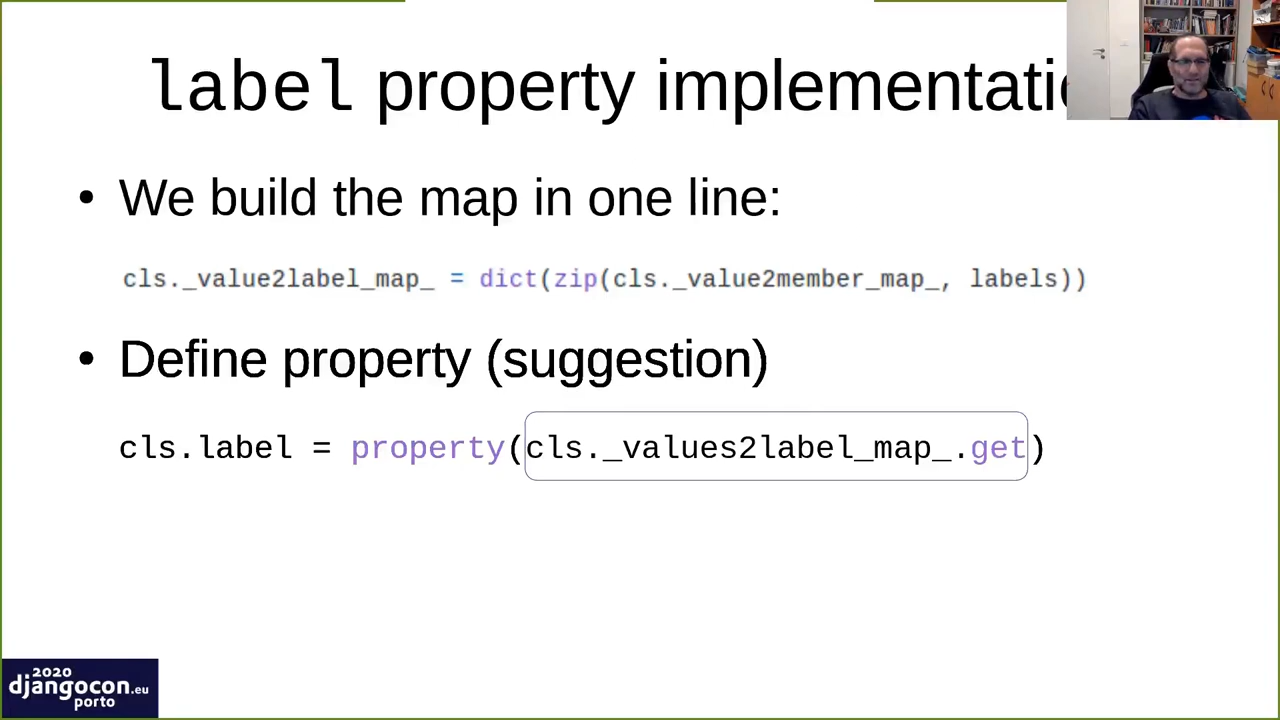 label property implementatio
• We build the map in one line:
cls._value2label_map_ = dict(zip(cls._value2member_map_, labels))
• Define property (suggestion)
cls.label = property(cls._values2label_map_.get)
2020
djangocon.eu
porto